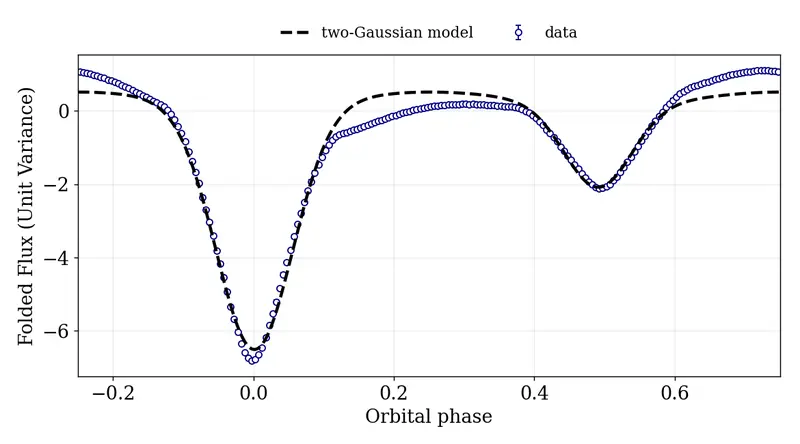 two-Gaussian model
data
Folded Flux (Unit Variance)
0
−2
−4
−6
−0.2
0.0
0.2
0.4
0.6
Orbital phase